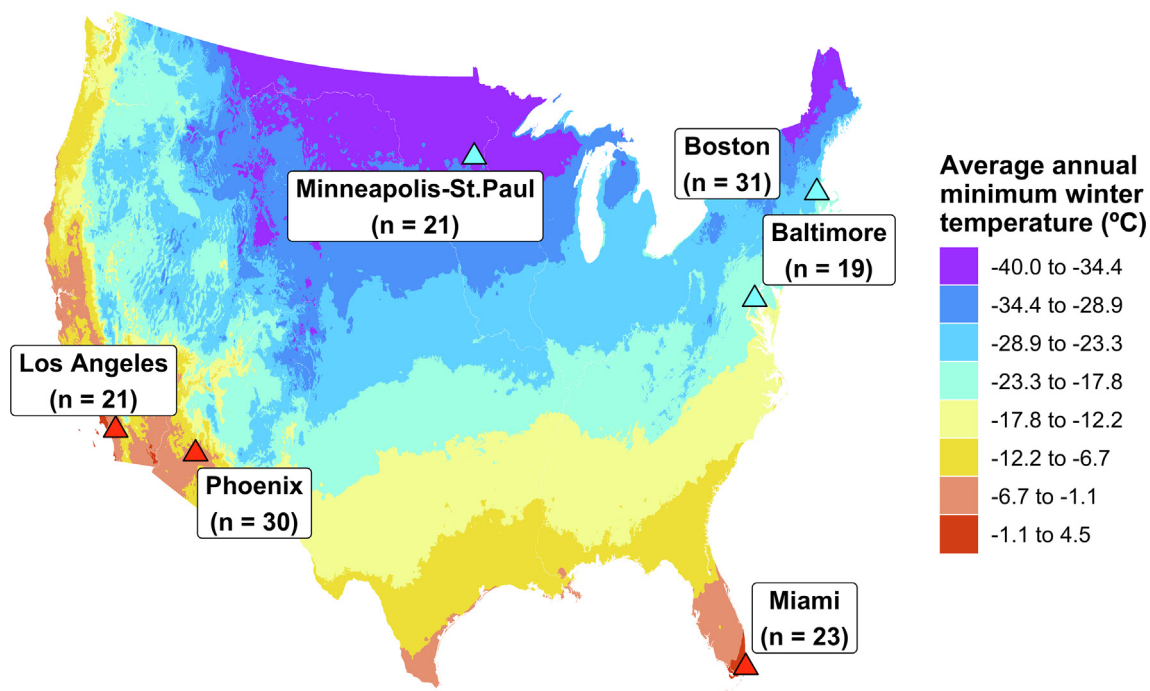 Boston
(n = 31)
Minneapolis-St.Paul
(n = 21)
Baltimore
(n = 19)
Los Angeles
(n = 21)
Phoenix
(n = 30)
Miami
(n = 23)
Average annual
minimum winter
temperature (ºC)
-40.0 to -34.4
-34.4 to -28.9
-28.9 to -23.3
-23.3 to -17.8
-17.8 to -12.2
-12.2 to -6.7
-6.7 to -1.1
-1.1 to 4.5